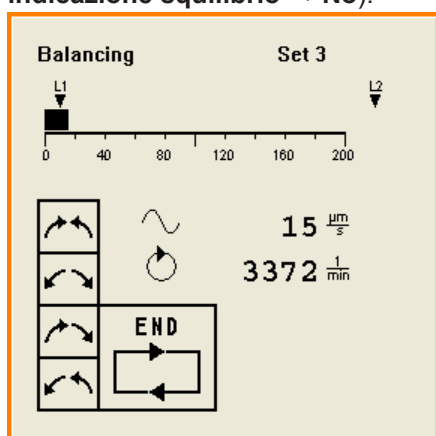 indicazione equilibrio → No).
Balancing Set 3
L1 L2
0 40 80 120 160 200
15 µm/s
3372 1/min
END